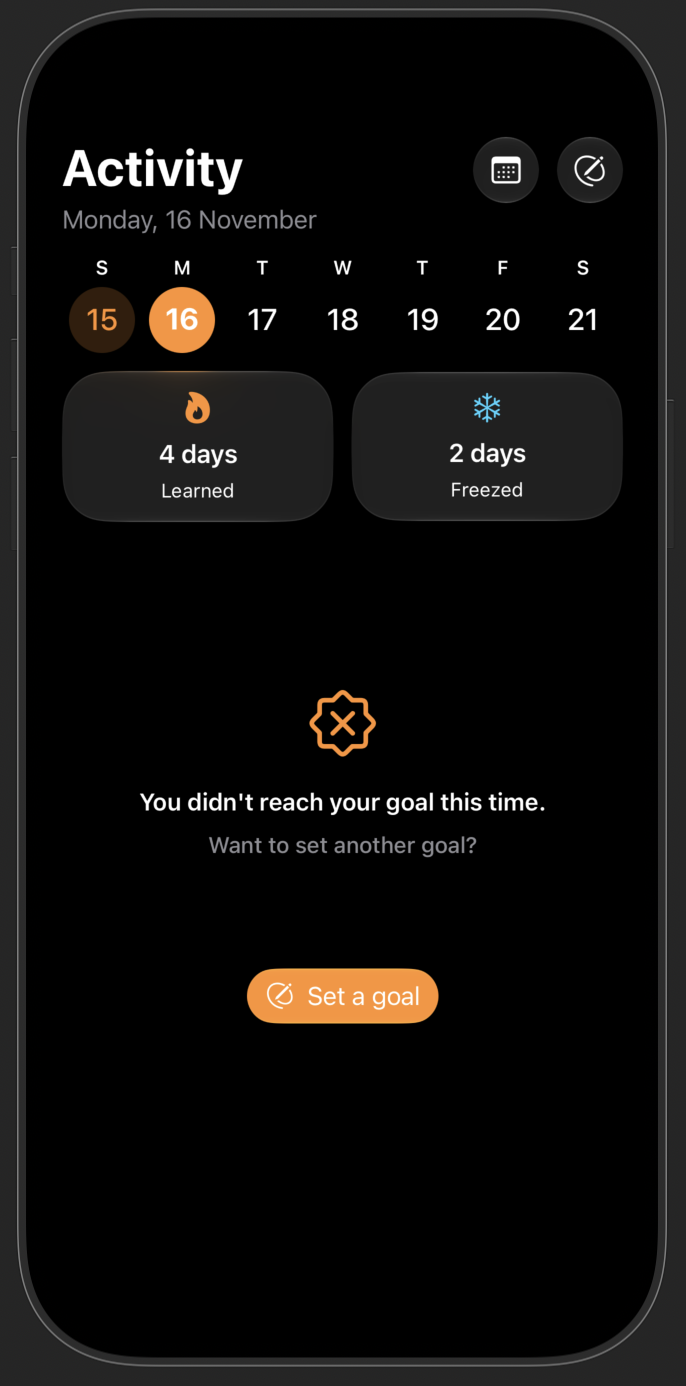 Activity
Monday, 16 November
S M T W T F S
15 16 17 18 19 20 21
4 days
Learned
2 days
Freezed
You didn't reach your goal this time.
Want to set another goal?
Set a goal